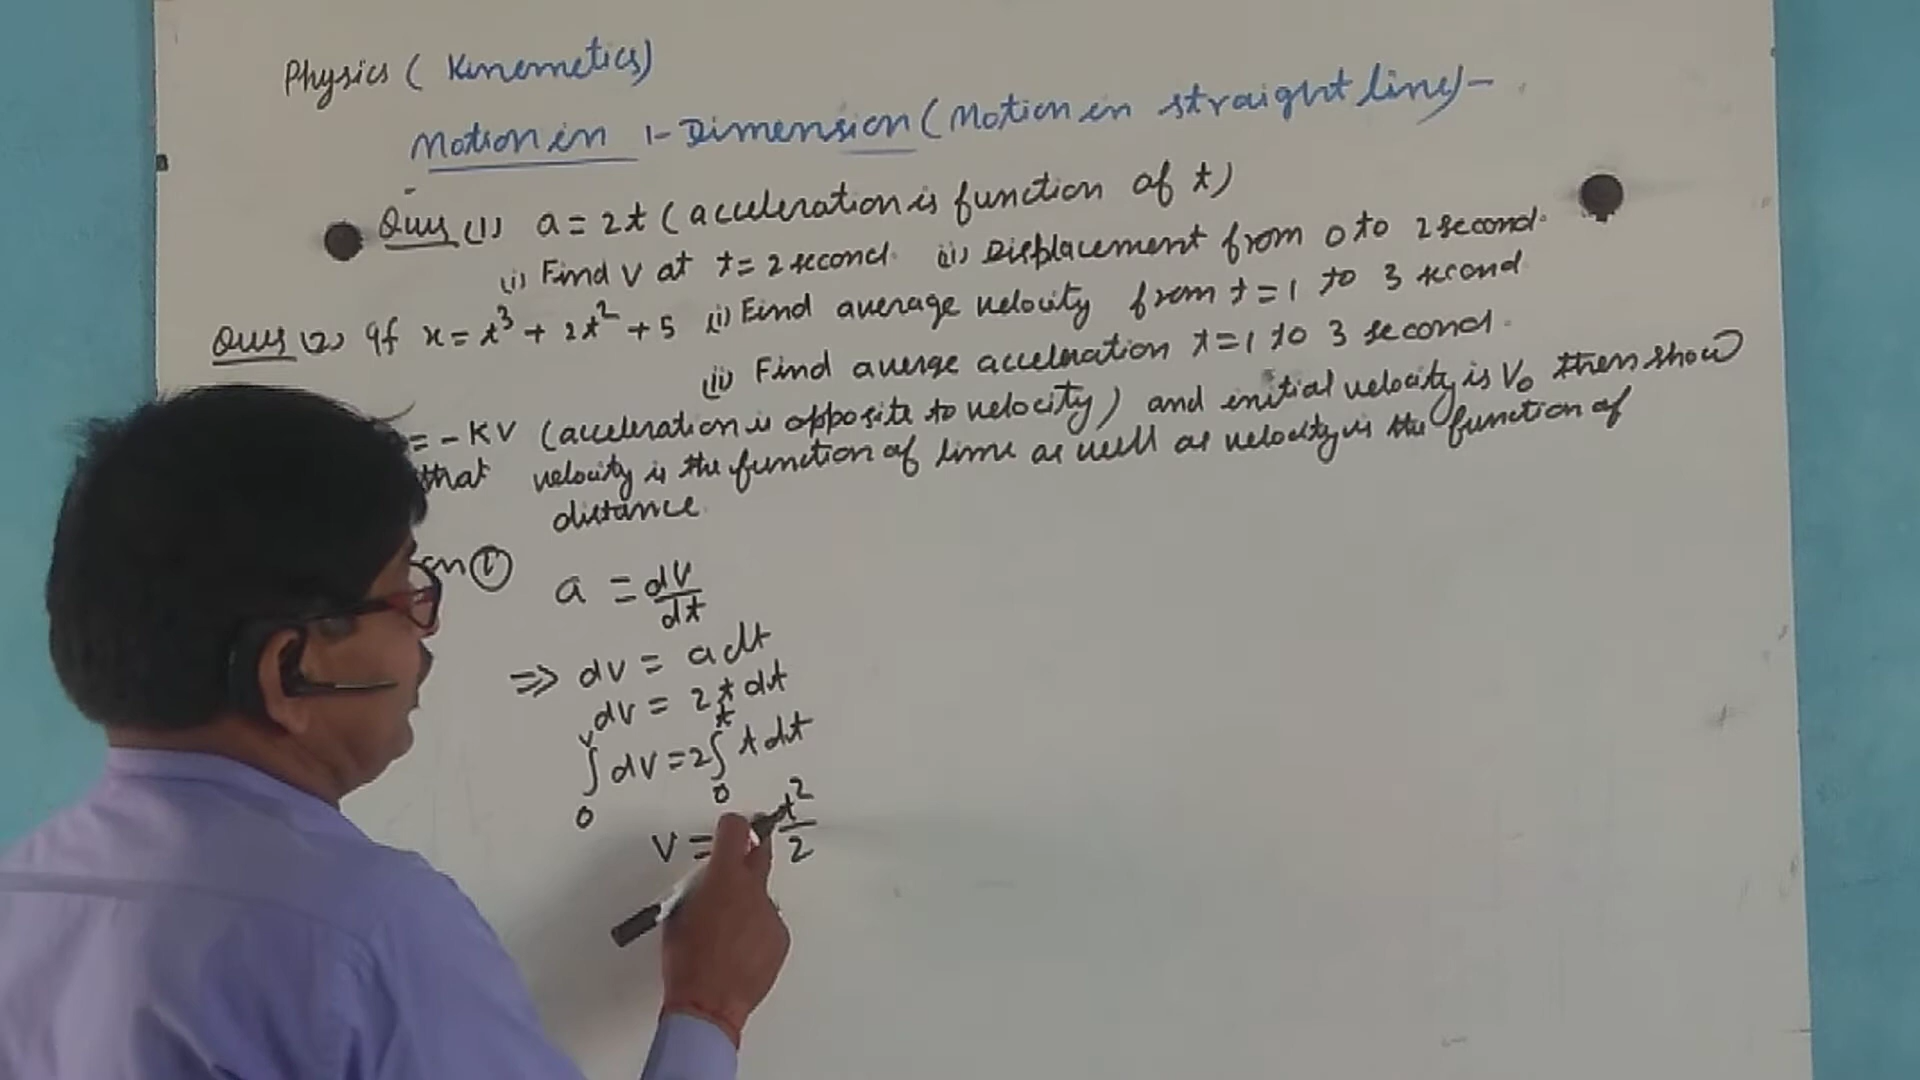 Physics ( Kinemetics)
Motion in 1-Dimension (Motion in straight line)-
Ques (1) a = 2t (acceleration is function of t)
(i) Find V at t = 2 second. (ii) Displacement from 0 to 2 second.
Ques (2) If x = t³ + 2t² + 5 (i) Find average velocity from t = 1 to 3 second
(ii) Find averge acceleration t = 1 to 3 second.
= -KV (acceleration is opposite to velocity) and initial velocity is V₀ then show
that velocity is the function of time as well as velocity is the function of
distance
on ①
a = dV/dt
⇒ dv = a dt
dv = 2t dt
∫₀ᵛ dV = 2∫₀ᵗ t dt
V = t²/2